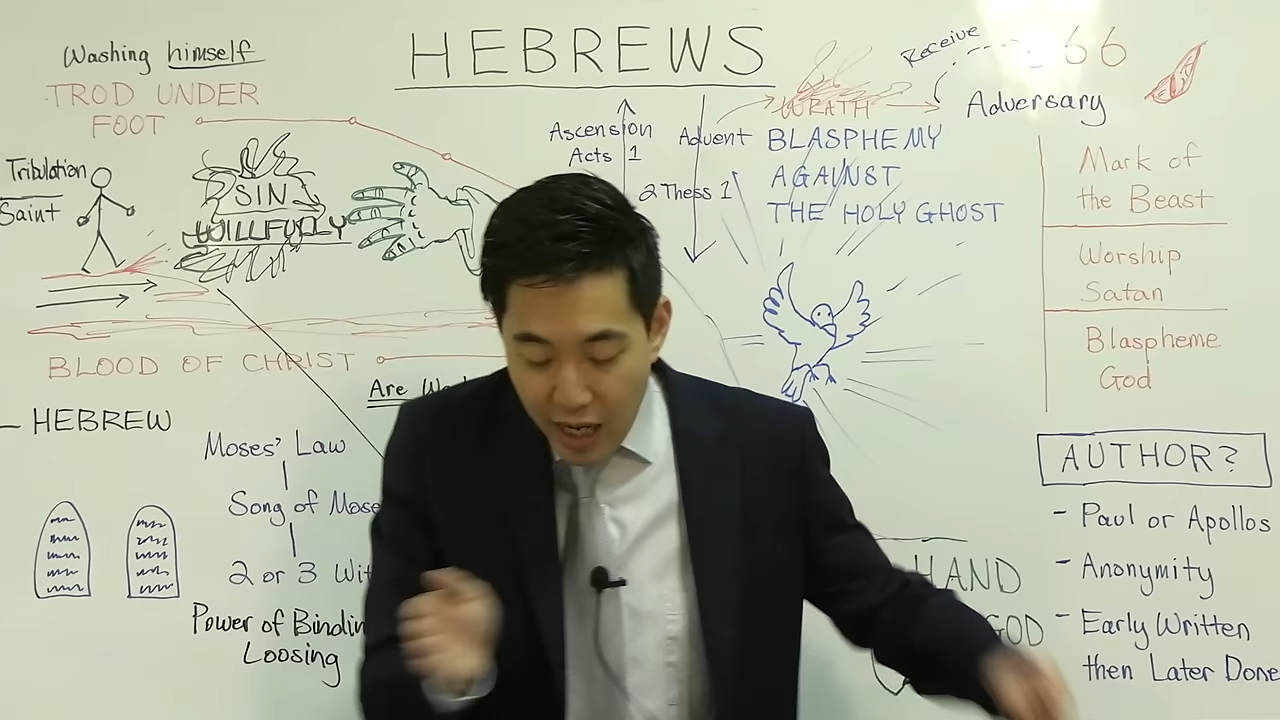 HEBREWS
Washing himself
TROD UNDER
FOOT
Tribulation
Saint
SIN
WILLFULLY
BLOOD OF CHRIST
Are
- HEBREW
Moses' Law
Song of
2 or 3
Power of
Loosing
Ascension
Acts 1
Advent
2 Thess 1
WRATH
Receive
66
Adversary
BLASPHEMY
AGAINST
THE HOLY GHOST
Mark of
the Beast
Worship
Satan
Blaspheme
God
HAND
GOD
AUTHOR?
- Paul or Apollos
- Anonymity
- Early Written
then Later Done